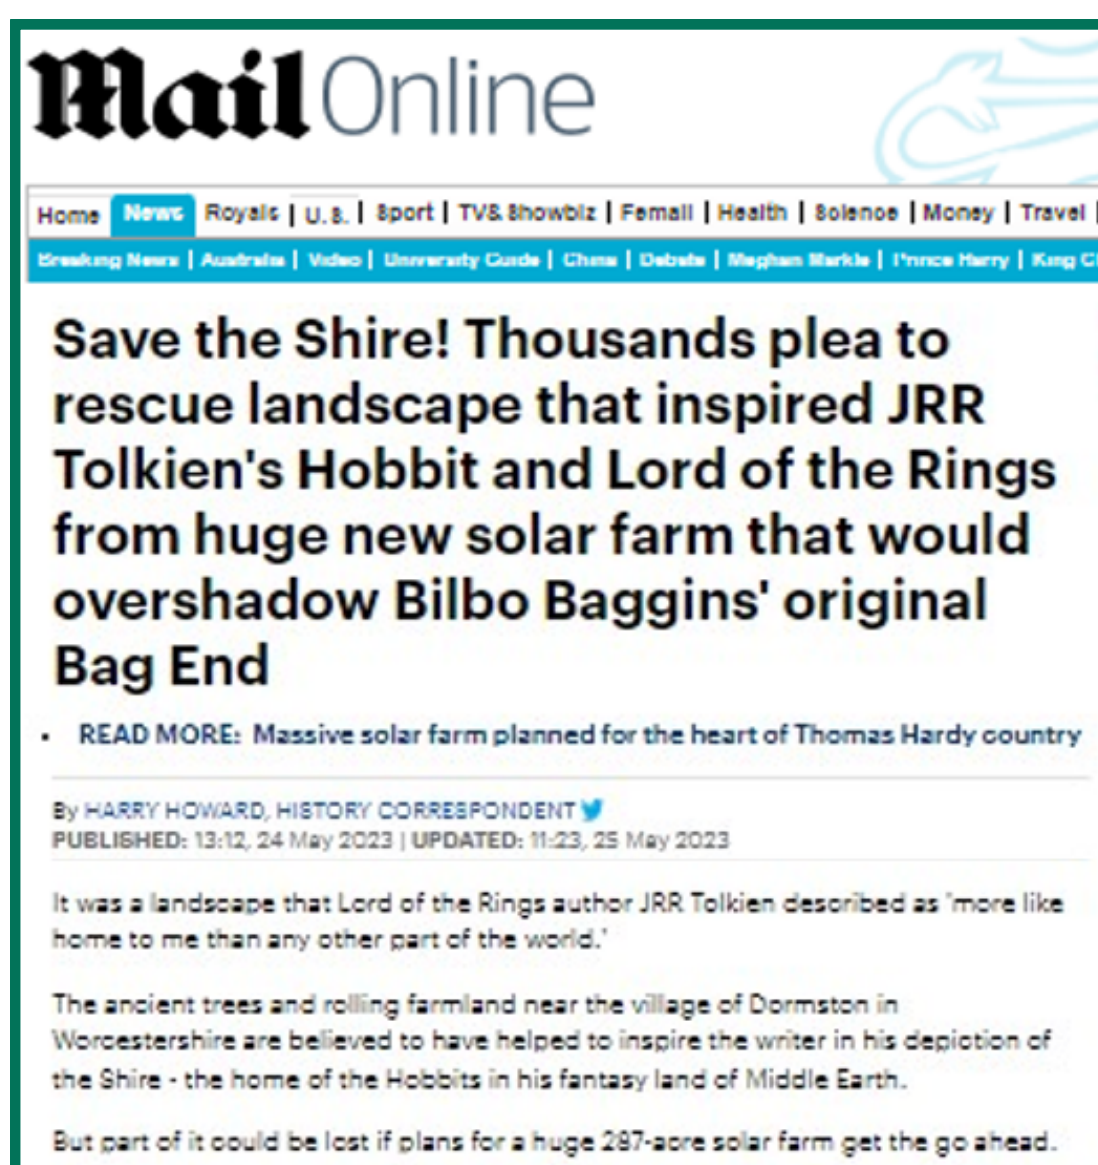 Mail Online
Home News Royals | U.S. | Sport | TV& Showbiz | Femail | Health | Science | Money | Travel |
Breaking News | Australia | Video | University Guide | China | Debate | Meghan Markle | Prince Harry | King C
Save the Shire! Thousands plea to
rescue landscape that inspired JRR
Tolkien's Hobbit and Lord of the Rings
from huge new solar farm that would
overshadow Bilbo Baggins' original
Bag End
• READ MORE: Massive solar farm planned for the heart of Thomas Hardy country
By HARRY HOWARD, HISTORY CORRESPONDENT
PUBLISHED: 13:12, 24 May 2023 | UPDATED: 11:23, 25 May 2023
It was a landscape that Lord of the Rings author JRR Tolkien described as 'more like
home to me than any other part of the world.'
The ancient trees and rolling farmland near the village of Dormston in
Worcestershire are believed to have helped to inspire the writer in his depiction of
the Shire - the home of the Hobbits in his fantasy land of Middle Earth.
But part of it could be lost if plans for a huge 287-acre solar farm get the go ahead.